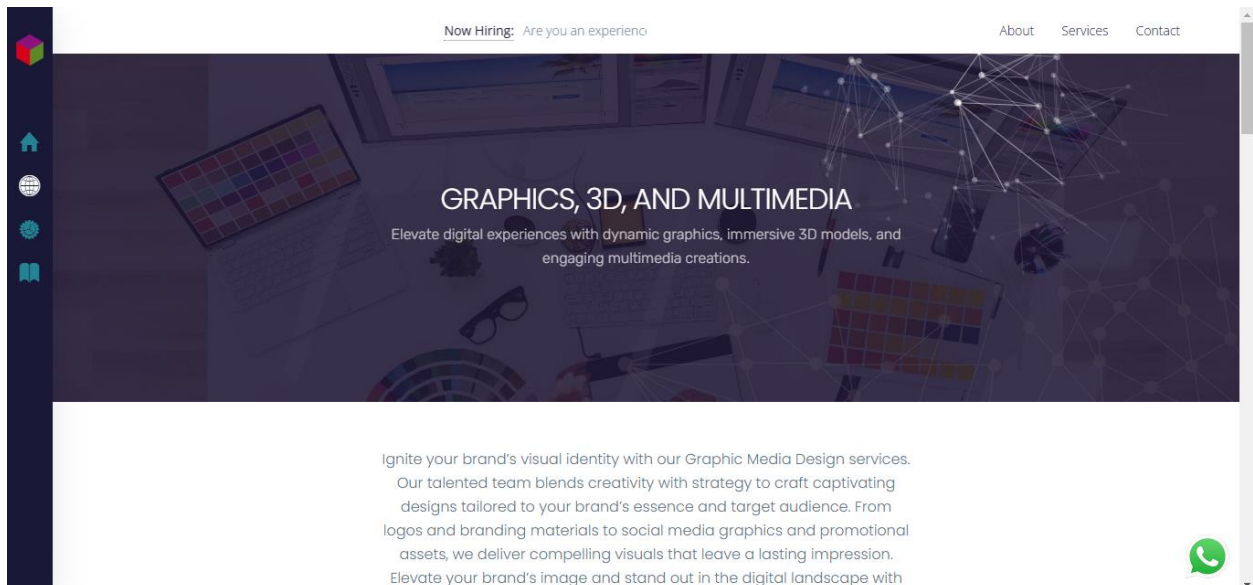 Now Hiring: Are you an experienc
About Services Contact
GRAPHICS, 3D, AND MULTIMEDIA
Elevate digital experiences with dynamic graphics, immersive 3D models, and
engaging multimedia creations.
Ignite your brand’s visual identity with our Graphic Media Design services.
Our talented team blends creativity with strategy to craft captivating
designs tailored to your brand’s essence and target audience. From
logos and branding materials to social media graphics and promotional
assets, we deliver compelling visuals that leave a lasting impression.
Elevate your brand’s image and stand out in the digital landscape with